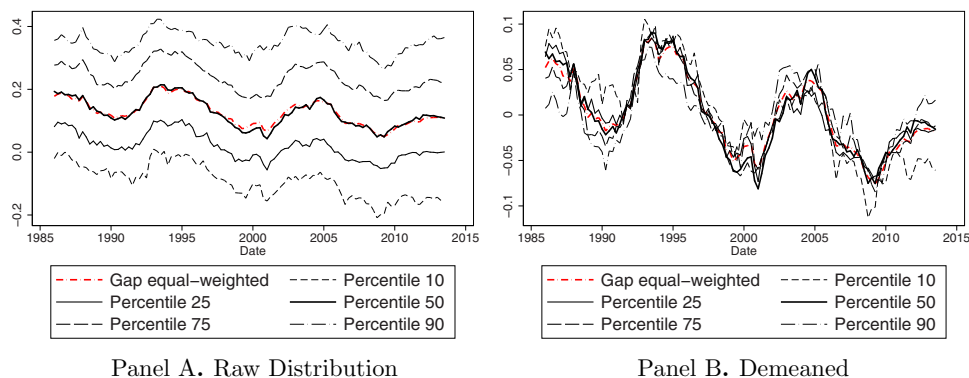 0.4
0.2
0.0
−0.2
1985 1990 1995 2000 2005 2010 2015
Date
Gap equal−weighted Percentile 10
Percentile 25 Percentile 50
Percentile 75 Percentile 90
Panel A. Raw Distribution
0.1
0.05
0
−0.05
−0.1
1985 1990 1995 2000 2005 2010 2015
Date
Gap equal−weighted Percentile 10
Percentile 25 Percentile 50
Percentile 75 Percentile 90
Panel B. Demeaned